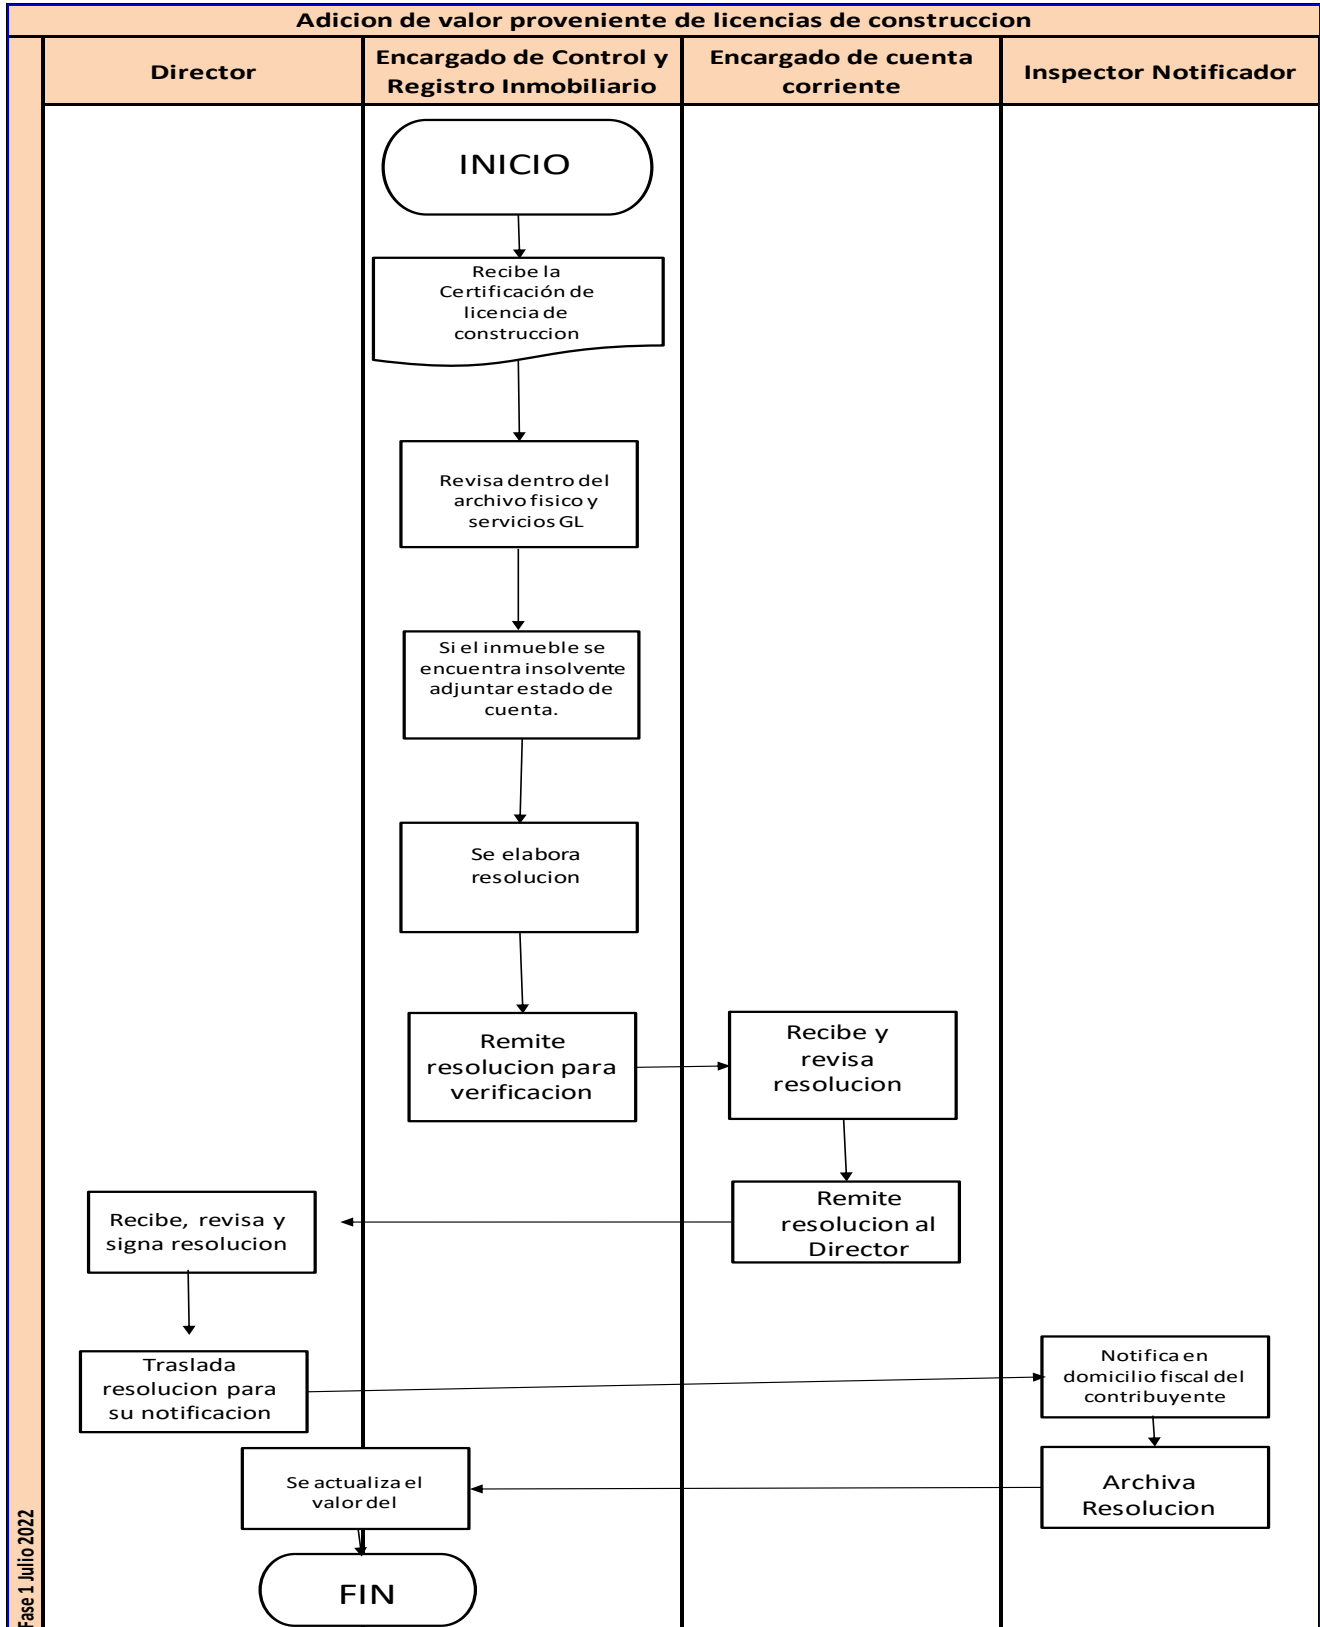 Adicion de valor proveniente de licencias de construccion
Director
Encargado de Control y
Registro Inmobiliario
Encargado de cuenta
corriente
Inspector Notificador
INICIO
Recibe la
Certificación de
licencia de
construccion
Revisa dentro del
archivo fisico y
servicios GL
Si el inmueble se
encuentra insolvente
adjuntar estado de
cuenta.
Se elabora
resolucion
Remite
resolucion para
verificacion
Recibe y
revisa
resolucion
Remite
resolucion al
Director
Recibe, revisa y
signa resolucion
Traslada
resolucion para
su notificacion
Notifica en
domicilio fiscal del
contribuyente
Archiva
Resolucion
Se actualiza el
valor del
FIN
Fase 1 Julio 2022